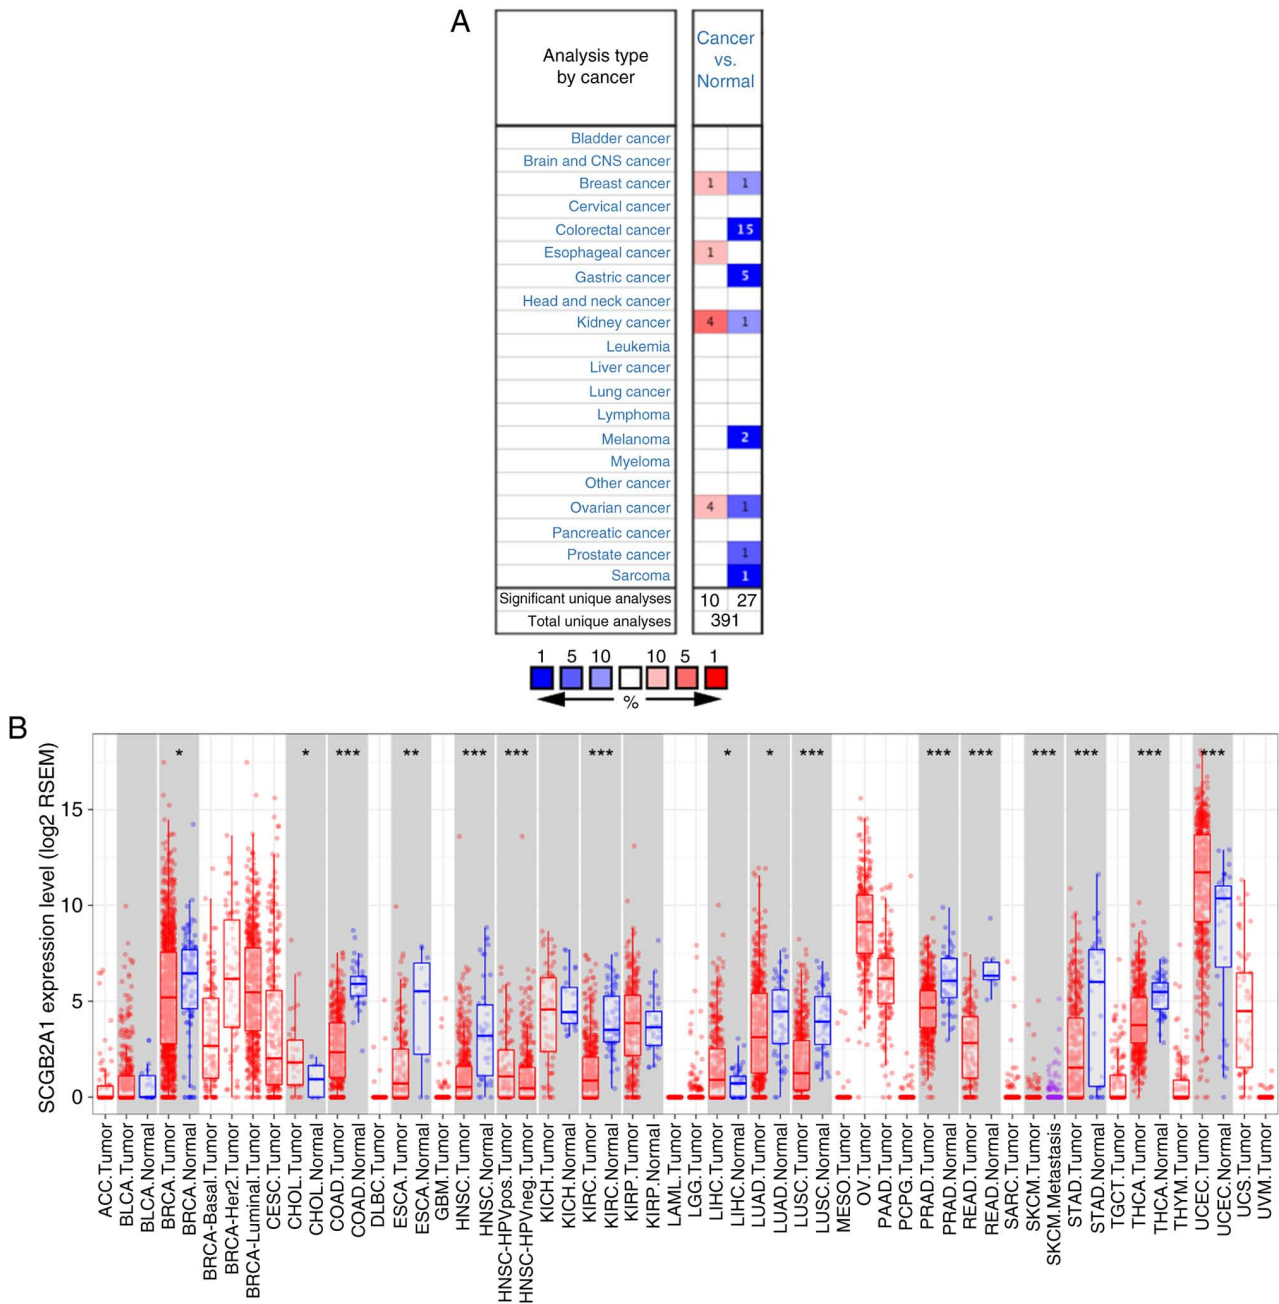 A
Analysis type
by cancer
Cancer
vs.
Normal
Bladder cancer
Brain and CNS cancer
Breast cancer 1 1
Cervical cancer
Colorectal cancer 15
Esophageal cancer 1
Gastric cancer 5
Head and neck cancer
Kidney cancer 4 1
Leukemia
Liver cancer
Lung cancer
Lymphoma
Melanoma 2
Myeloma
Other cancer
Ovarian cancer 4 1
Pancreatic cancer
Prostate cancer 1
Sarcoma 1
Significant unique analyses 10 27
Total unique analyses 391
1 5 10 10 5 1
%
B
SCGB2A1 expression level (log2 RSEM)
* * *** ** *** *** *** * * *** *** *** *** *** *** ***
15
10
5
0
ACC.Tumor
BLCA.Tumor
BLCA.Normal
BRCA.Tumor
BRCA.Normal
BRCA-Basal.Tumor
BRCA-Her2.Tumor
BRCA-Luminal.Tumor
CESC.Tumor
CHOL.Tumor
CHOL.Normal
COAD.Tumor
COAD.Normal
DLBC.Tumor
ESCA.Tumor
ESCA.Normal
GBM.Tumor
HNSC.Tumor
HNSC.Normal
HNSC-HPVpos.Tumor
HNSC-HPVneg.Tumor
KICH.Tumor
KICH.Normal
KIRC.Tumor
KIRC.Normal
KIRP.Tumor
KIRP.Normal
LAML.Tumor
LGG.Tumor
LIHC.Tumor
LIHC.Normal
LUAD.Tumor
LUAD.Normal
LUSC.Tumor
LUSC.Normal
MESO.Tumor
OV.Tumor
PAAD.Tumor
PCPG.Tumor
PRAD.Tumor
PRAD.Normal
READ.Tumor
READ.Normal
SARC.Tumor
SKCM.Tumor
SKCM.Metastasis
STAD.Tumor
STAD.Normal
TGCT.Tumor
THCA.Tumor
THCA.Normal
THYM.Tumor
UCEC.Tumor
UCEC.Normal
UCS.Tumor
UVM.Tumor